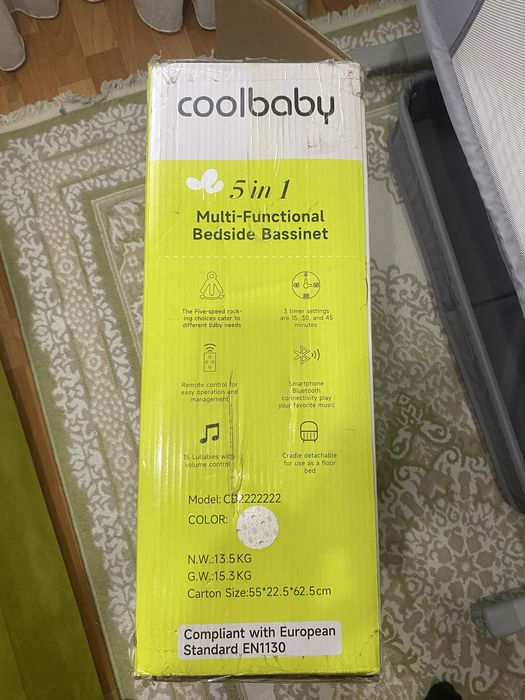 coolbaby
5 in 1
Multi-Functional
Bedside Bassinet
The Five-speed rock-
ing choices cater to
different baby needs
3 timer settings
are 15, 30, and 45
minutes
Remote control for
easy operation and
management
Smartphone
Bluetooth
connectivity play
your favorite music
15 Lullabies with
volume control
Cradle detachable
for use as a floor
bed
Model: CB2222222
COLOR:
N.W.:13.5KG
G.W.:15.3KG
Carton Size:55*22.5*62.5cm
Compliant with European
Standard EN1130